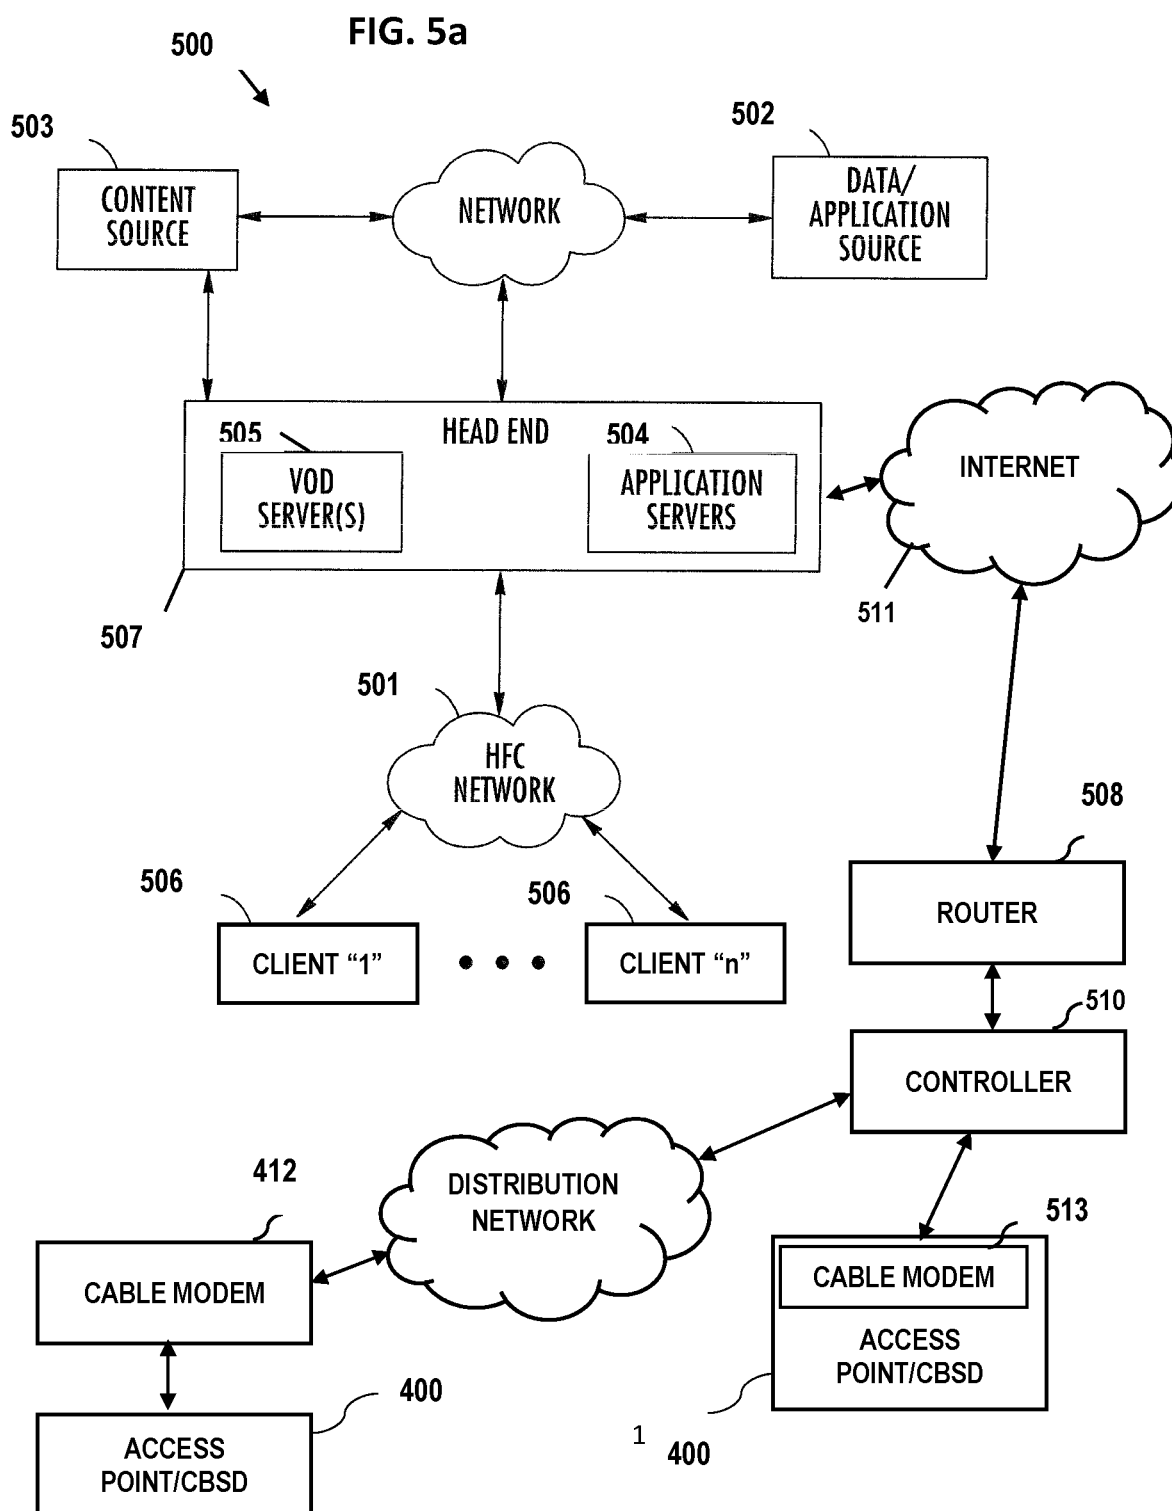 FIG. 5a
500
503
502
CONTENT
SOURCE
NETWORK
DATA/
APPLICATION
SOURCE
HEAD END
505
VOD
SERVER(S)
504
APPLICATION
SERVERS
INTERNET
511
507
501
HFC
NETWORK
508
ROUTER
506
CLIENT “1”
506
CLIENT “n”
510
CONTROLLER
DISTRIBUTION
NETWORK
412
CABLE MODEM
513
CABLE MODEM
ACCESS
POINT/CBSD
400
ACCESS
POINT/CBSD
1
400